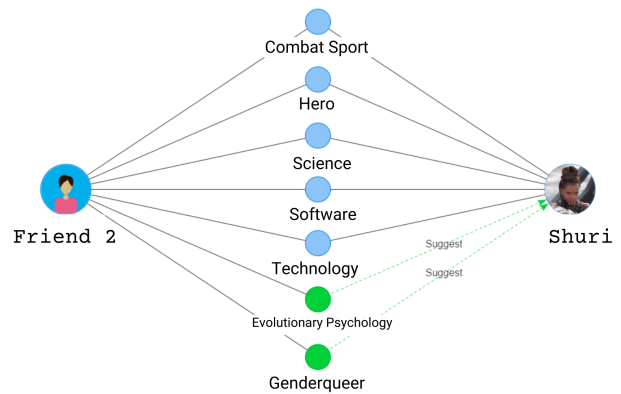 Combat Sport
Hero
Science
Software
Friend 2
Shuri
Suggest
Technology
Suggest
Evolutionary Psychology
Genderqueer